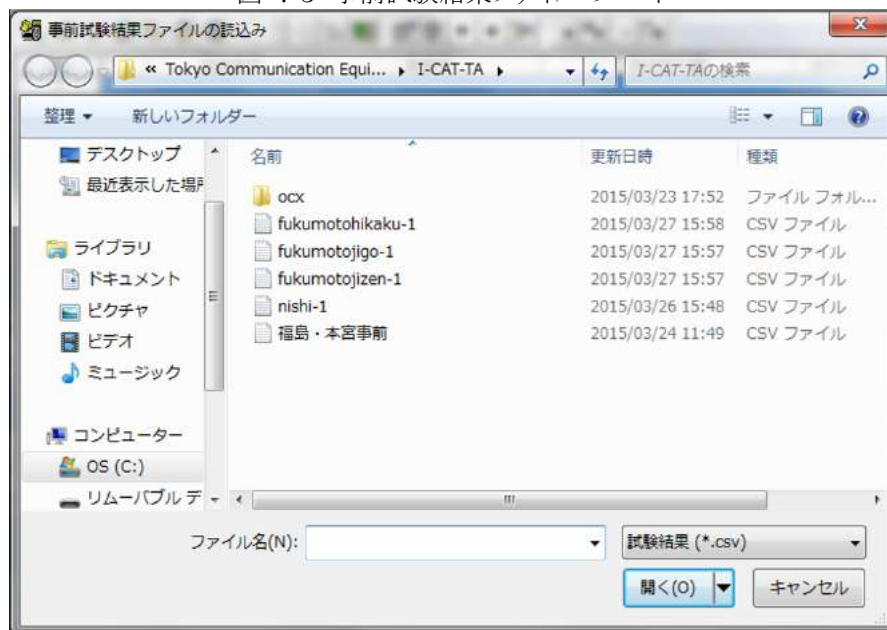 事前試験結果ファイルの読込み
« Tokyo Communication Equi... ▸ I-CAT-TA ▸
I-CAT-TAの検索
整理 ▼ 新しいフォルダー
デスクトップ
最近表示した場所
ライブラリ
ドキュメント
ピクチャ
ビデオ
ミュージック
コンピューター
OS (C:)
リムーバブル デ
名前 更新日時 種類
ocx 2015/03/23 17:52 ファイル フォル...
fukumotohikaku-1 2015/03/27 15:58 CSV ファイル
fukumotojigo-1 2015/03/27 15:57 CSV ファイル
fukumotojizen-1 2015/03/27 15:57 CSV ファイル
nishi-1 2015/03/26 15:48 CSV ファイル
福島・本宮事前 2015/03/24 11:49 CSV ファイル
ファイル名(N):
試験結果 (*.csv)
開く(O)
キャンセル